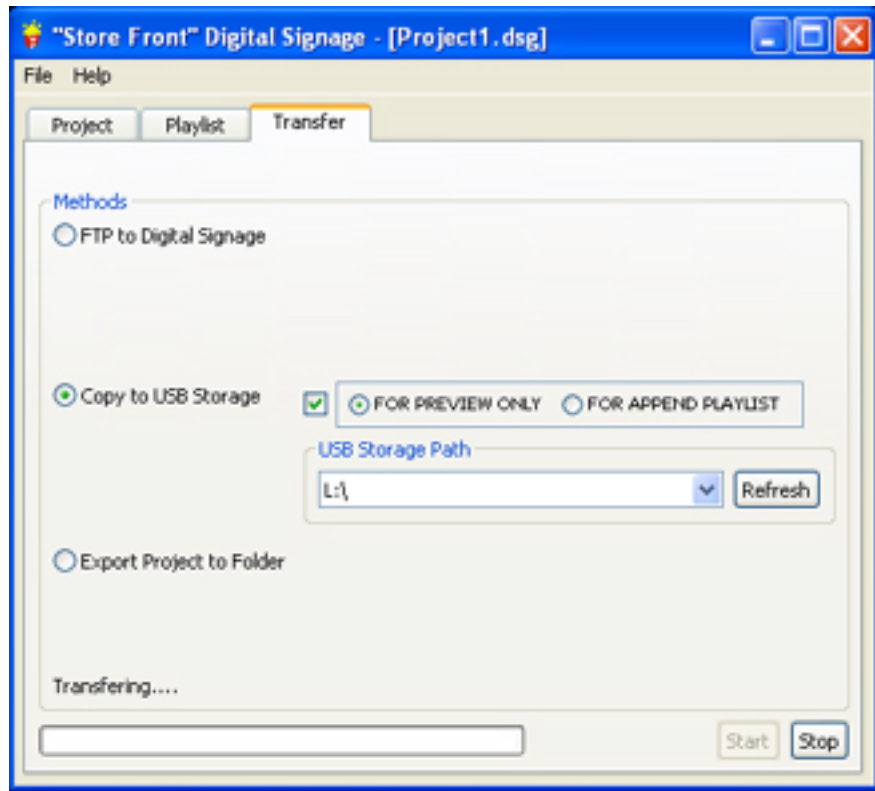 "Store Front" Digital Signage - [Project1.dsg]
File Help
Project Playlist Transfer
Methods
FTP to Digital Signage
Copy to USB Storage FOR PREVIEW ONLY FOR APPEND PLAYLIST
USB Storage Path
L:\ Refresh
Export Project to Folder
Transfering....
Start Stop